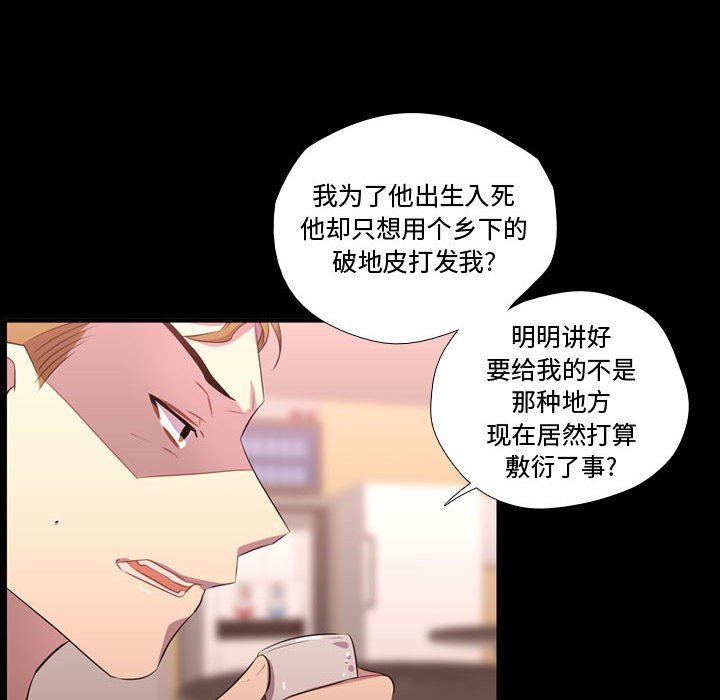 我为了他出生入死
他却只想用个乡下的
破地皮打发我?
明明讲好
要给我的不是
那种地方
现在居然打算
敷衍了事?